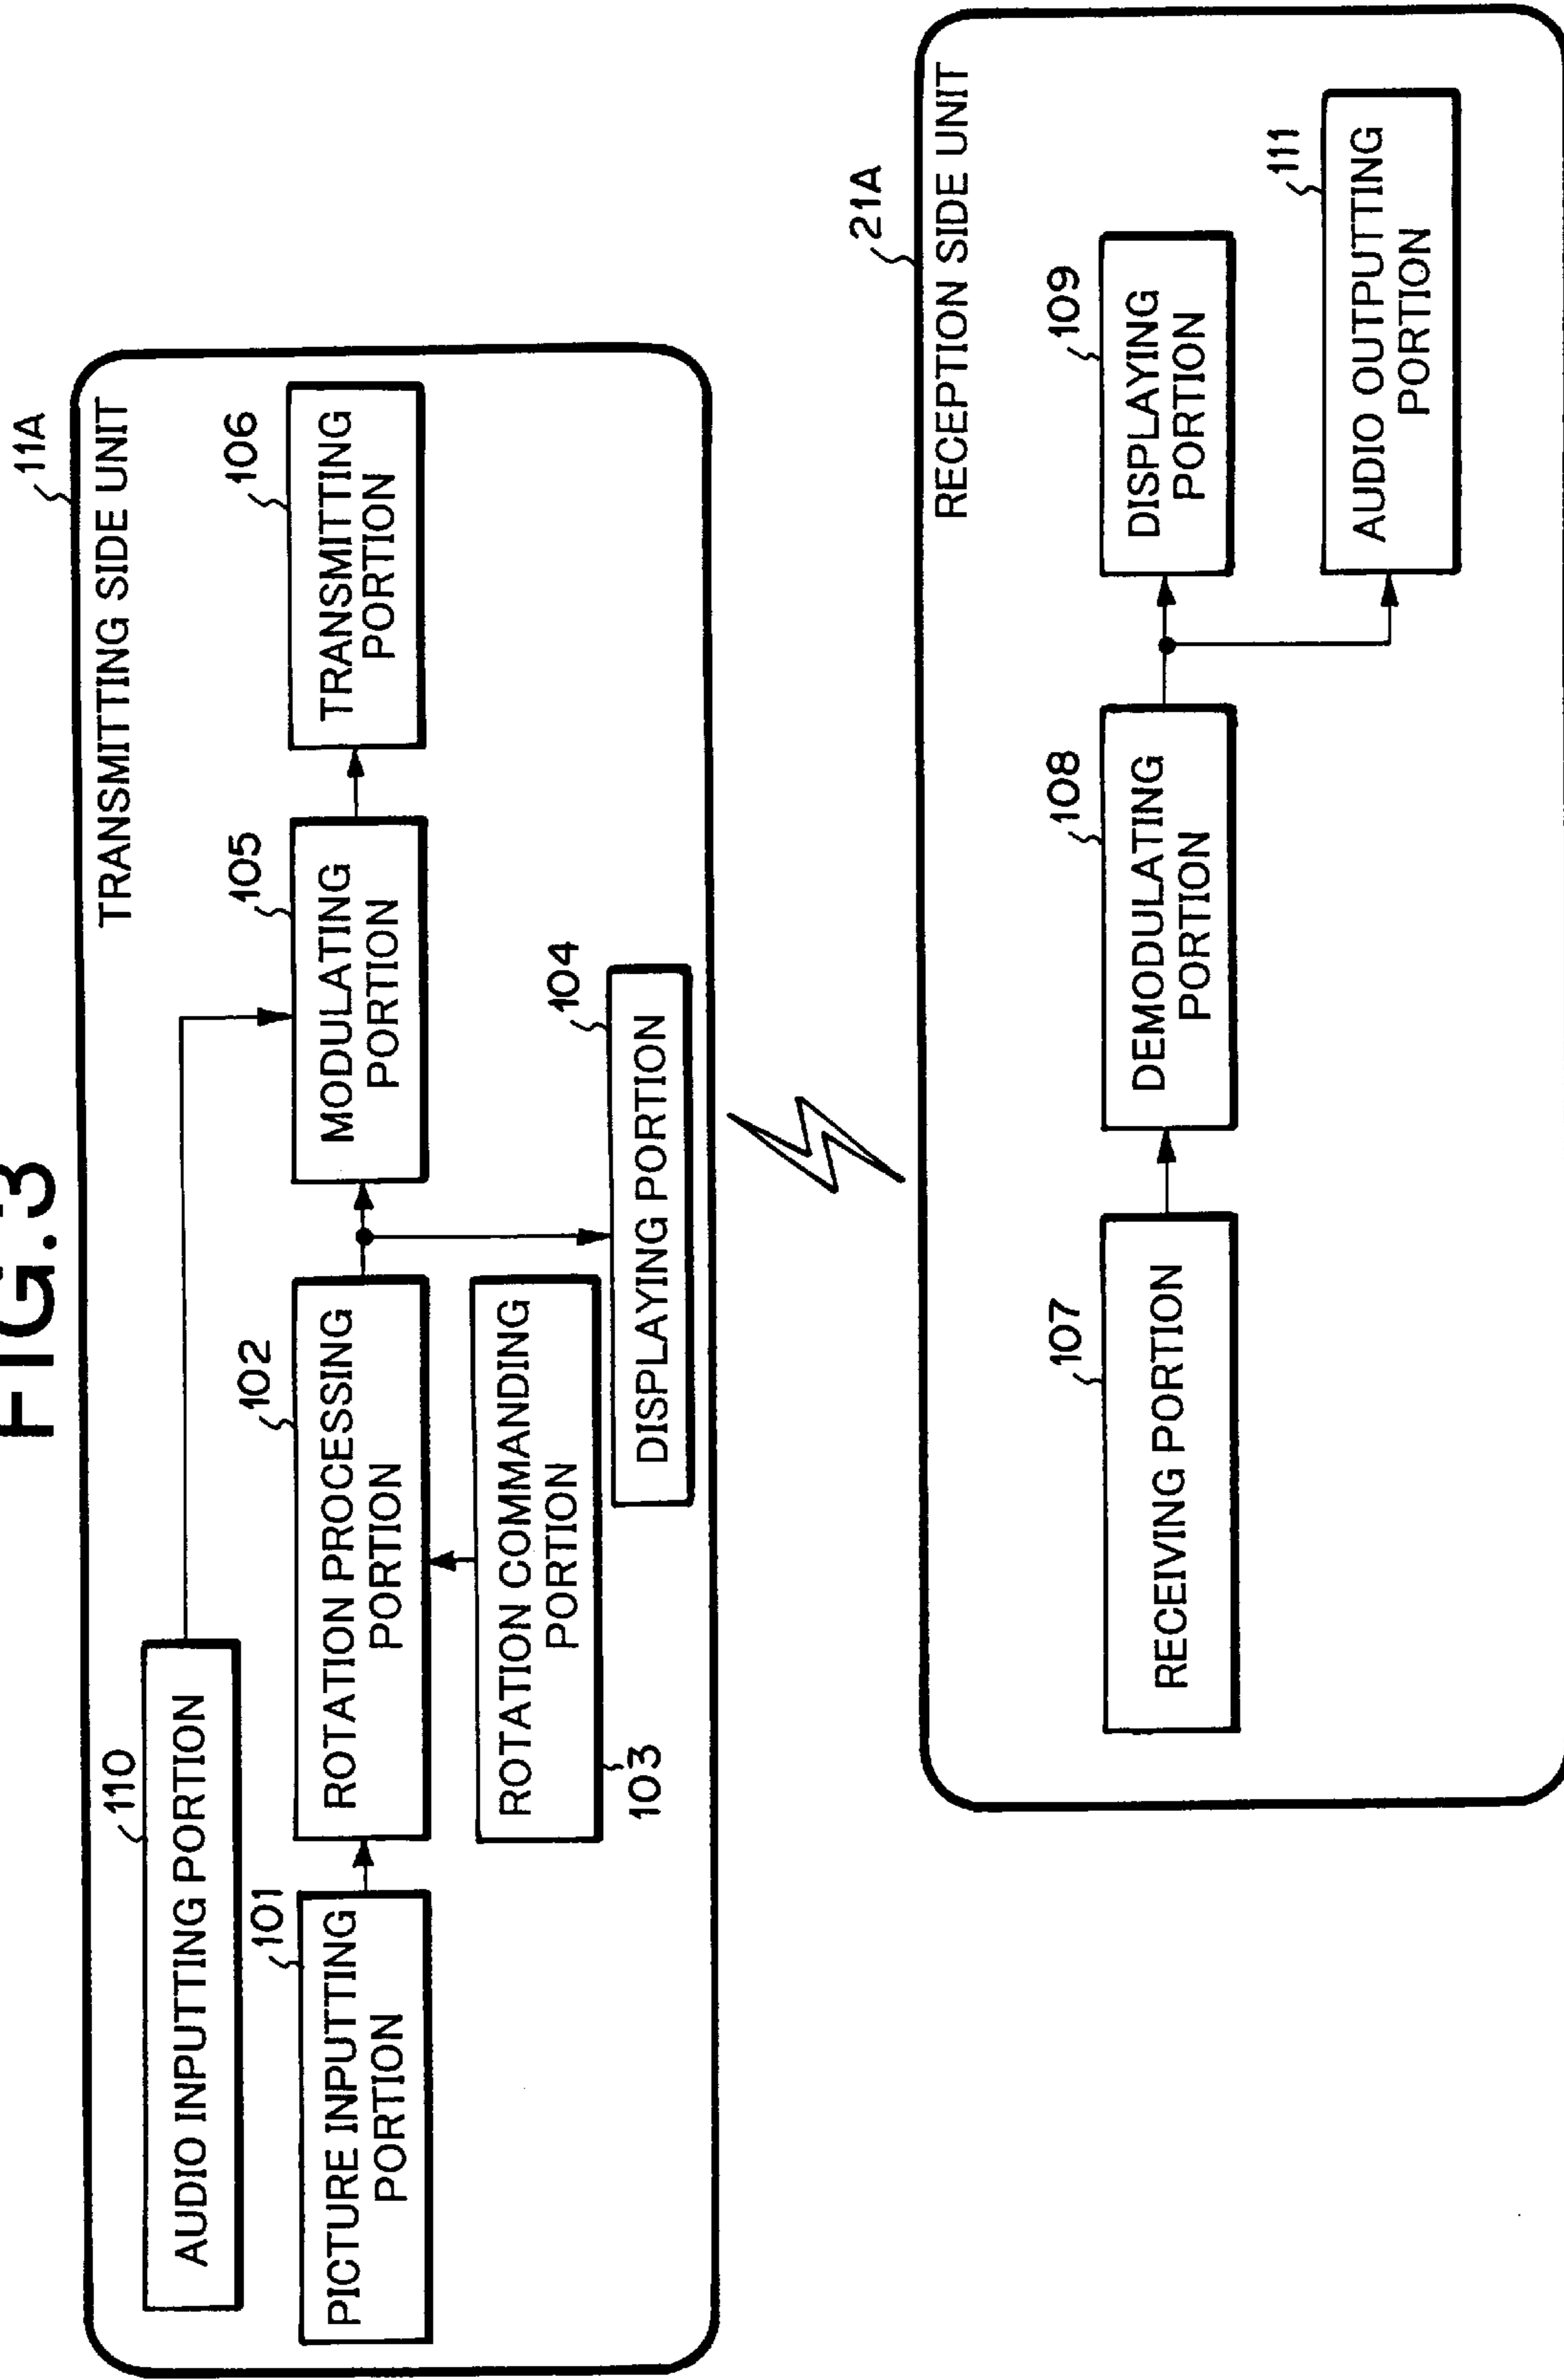 FIG.3
11A
TRANSMITTING SIDE UNIT
110
AUDIO INPUTTING PORTION
101
PICTURE INPUTTING
PORTION
102
ROTATION PROCESSING
PORTION
105
MODULATING
PORTION
106
TRANSMITTING
PORTION
ROTATION COMMANDING
PORTION
103
104
DISPLAYING PORTION
21A
RECEPTION SIDE UNIT
107
RECEIVING PORTION
108
DEMODULATING
PORTION
109
DISPLAYING
PORTION
111
AUDIO OUTPUTING
PORTION